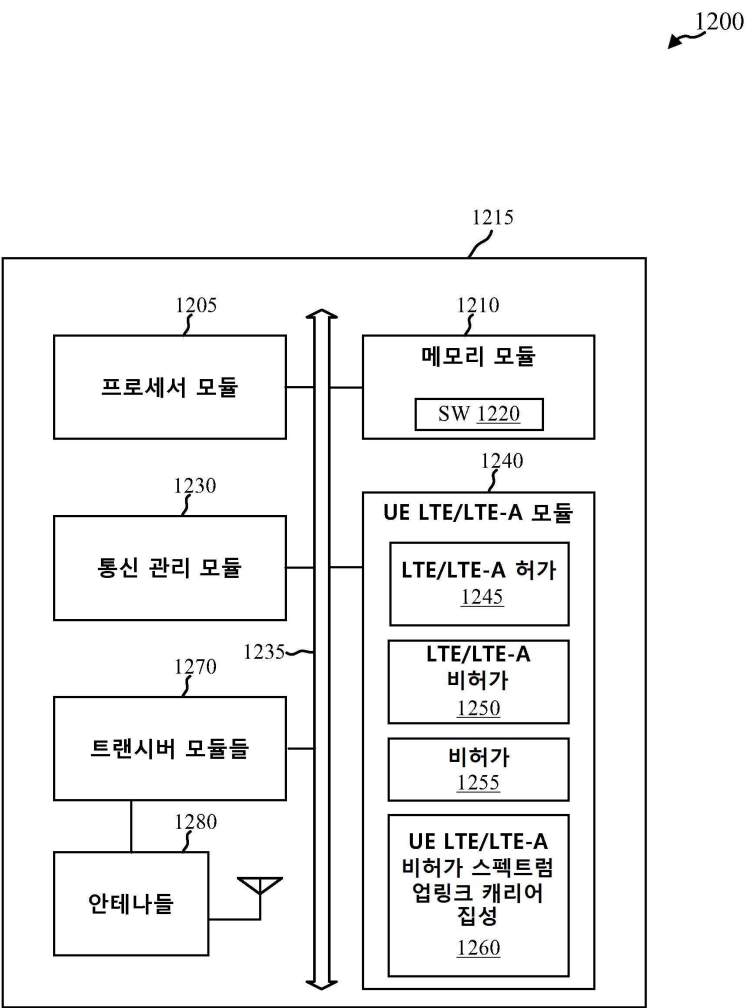 1200
1215
1205
프로세서 모듈
1210
메모리 모듈
SW 1220
1230
통신 관리 모듈
1240
UE LTE/LTE-A 모듈
LTE/LTE-A 허가
1245
LTE/LTE-A
비허가
1250
비허가
1255
UE LTE/LTE-A
비허가 스펙트럼
업링크 캐리어
집성
1260
1235
1270
트랜시버 모듈들
1280
안테나들